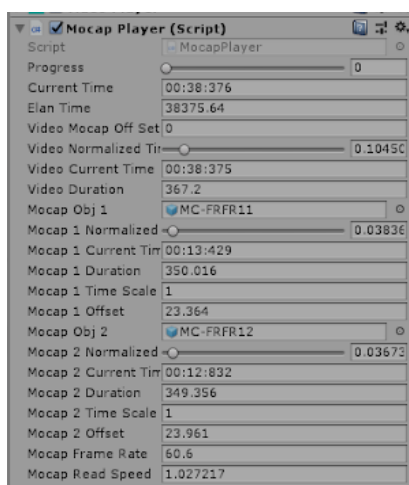 Mocap Player (Script)
Script MocapPlayer
Progress 0
Current Time 00:38:376
Elan Time 38375.64
Video Mocap Off Set 0
Video Normalized Tir 0.1045C
Video Current Time 00:38:375
Video Duration 367.2
Mocap Obj 1 MC-FRFR11
Mocap 1 Normalized 0.03836
Mocap 1 Current Tim 00:13:429
Mocap 1 Duration 350.016
Mocap 1 Time Scale 1
Mocap 1 Offset 23.364
Mocap Obj 2 MC-FRFR12
Mocap 2 Normalized 0.03673
Mocap 2 Current Tim 00:12:832
Mocap 2 Duration 349.356
Mocap 2 Time Scale 1
Mocap 2 Offset 23.961
Mocap Frame Rate 60.6
Mocap Read Speed 1.027217